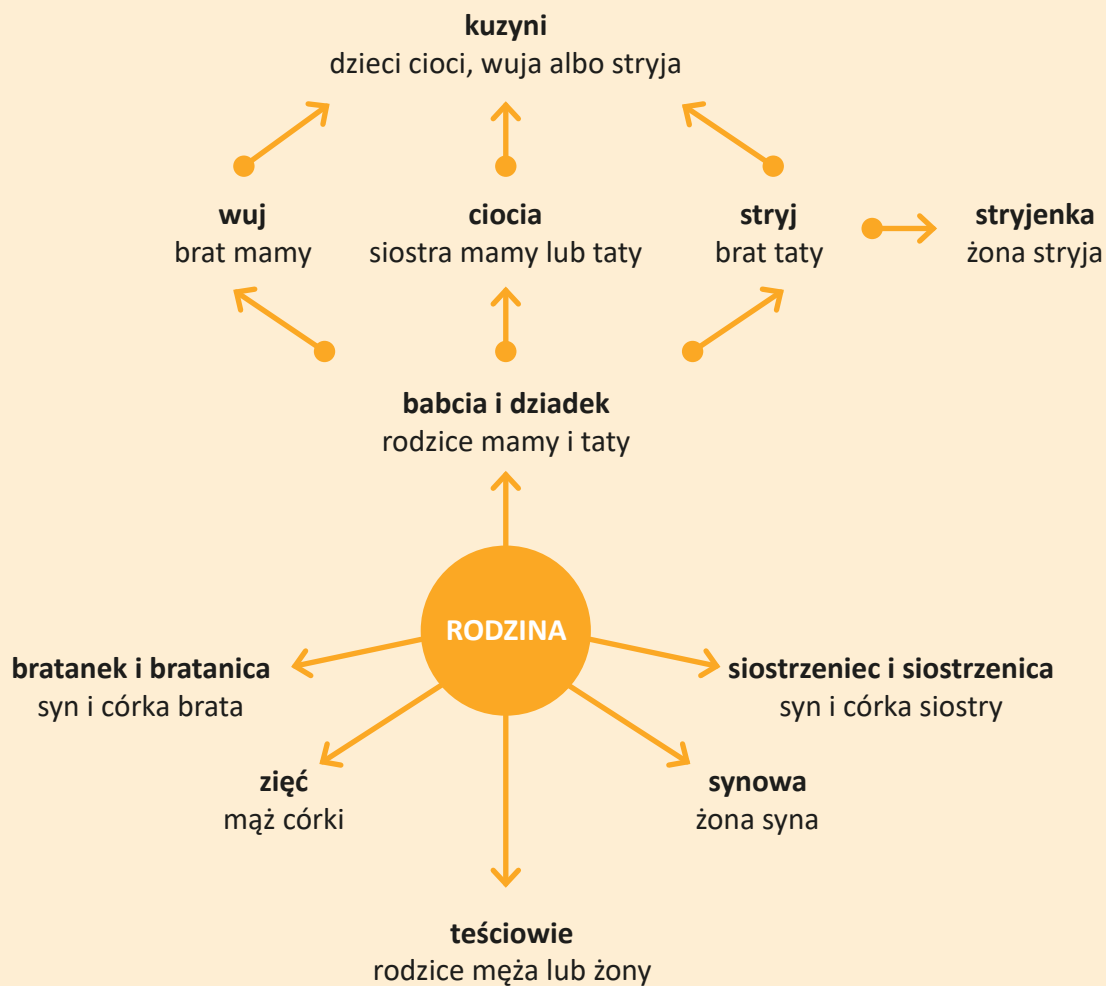 kuzyni
dzieci cioci, wuja albo stryja
wuj
brat mamy
ciocia
siostra mamy lub taty
stryj
brat taty
stryjenka
żona stryja
babcia i dziadek
rodzice mamy i taty
RODZINA
bratanek i bratanica
syn i córka brata
siostrzeniec i siostrzenica
syn i córka siostry
zięć
mąż córki
synowa
żona syna
teściowie
rodzice męża lub żony